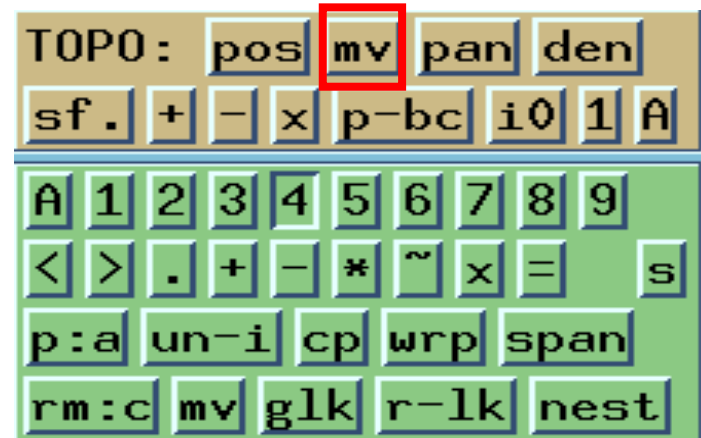 TOPO: pos mv pan den
sf. + - x p-bc i0 1 A
A 1 2 3 4 5 6 7 8 9
< > . + - * ~ x = s
p:a un-i cp wrp span
rm:c mv glk r-lk nest